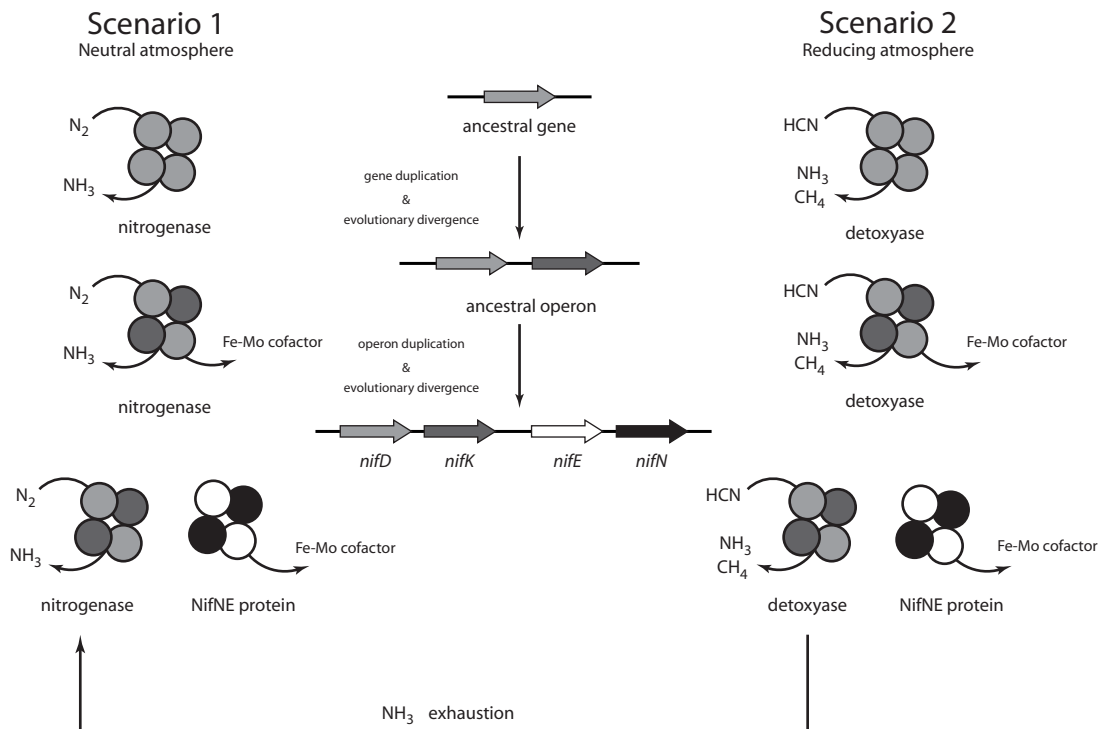 Scenario 1
Neutral atmosphere
Scenario 2
Reducing atmosphere
N2
NH3
nitrogenase
ancestral gene
HCN
NH3
CH4
detoxyase
gene duplication
&
evolutionary divergence
N2
NH3
Fe-Mo cofactor
nitrogenase
ancestral operon
HCN
NH3
CH4
Fe-Mo cofactor
detoxyase
operon duplication
&
evolutionary divergence
nifD nifK nifE nifN
N2
NH3
Fe-Mo cofactor
nitrogenase NifNE protein
HCN
NH3
CH4
Fe-Mo cofactor
detoxyase NifNE protein
NH3 exhaustion